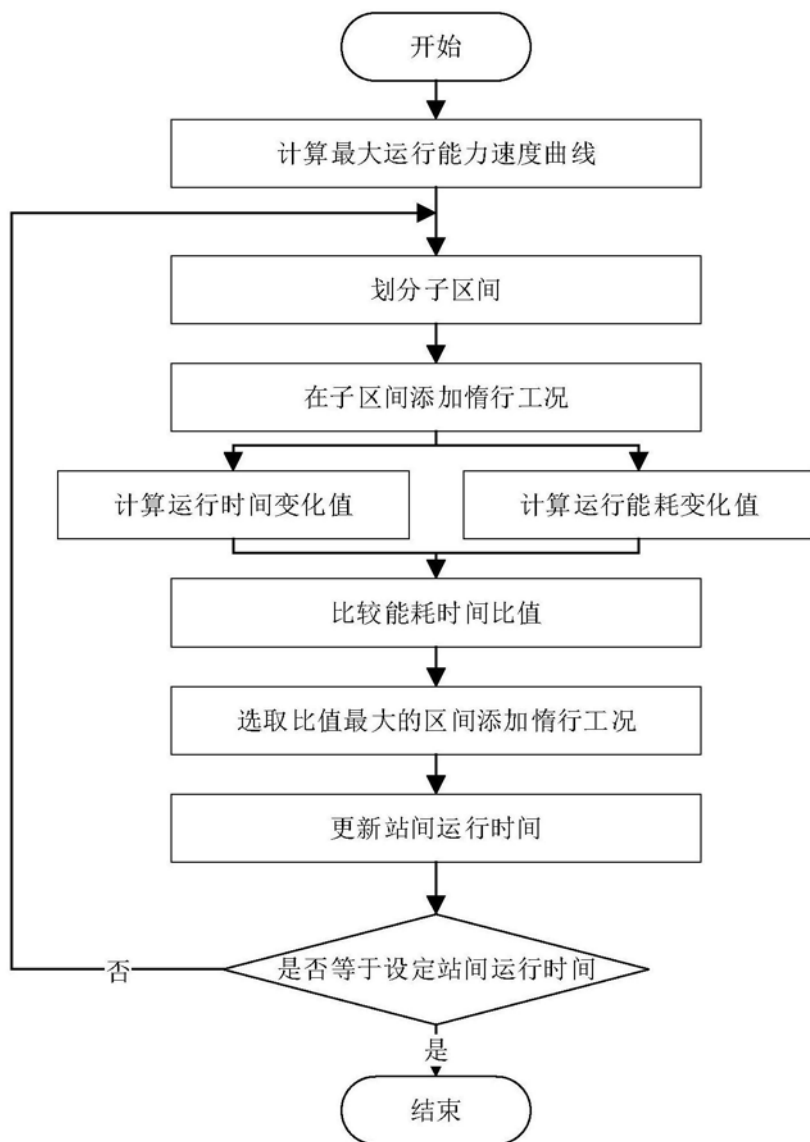 开始
计算最大运行能力速度曲线
划分子区间
在子区间添加惰行工况
计算运行时间变化值
计算运行能耗变化值
比较能耗时间比值
选取比值最大的区间添加惰行工况
更新站间运行时间
是否等于设定站间运行时间
否
是
结束